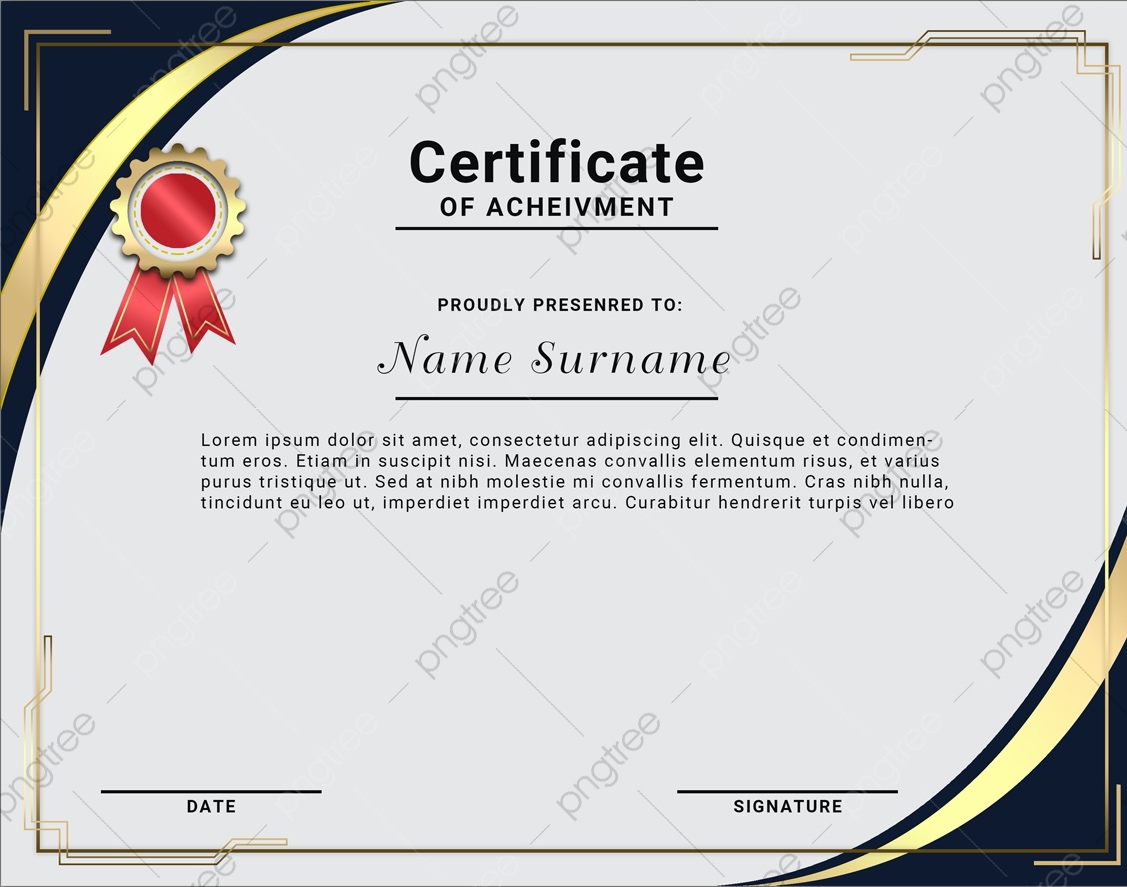 Certificate
OF ACHEIVMENT
PROUDLY PRESENRED TO:
Name Surname
Lorem ipsum dolor sit amet, consectetur adipiscing elit. Quisque et condimen-
tum eros. Etiam in suscipit nisi. Maecenas convallis elementum risus, et varius
purus tristique ut. Sed at nibh molestie mi convallis fermentum. Cras nibh nulla,
tincidunt eu leo ut, imperdiet imperdiet arcu. Curabitur hendrerit turpis vel libero
DATE
SIGNATURE
pngtree